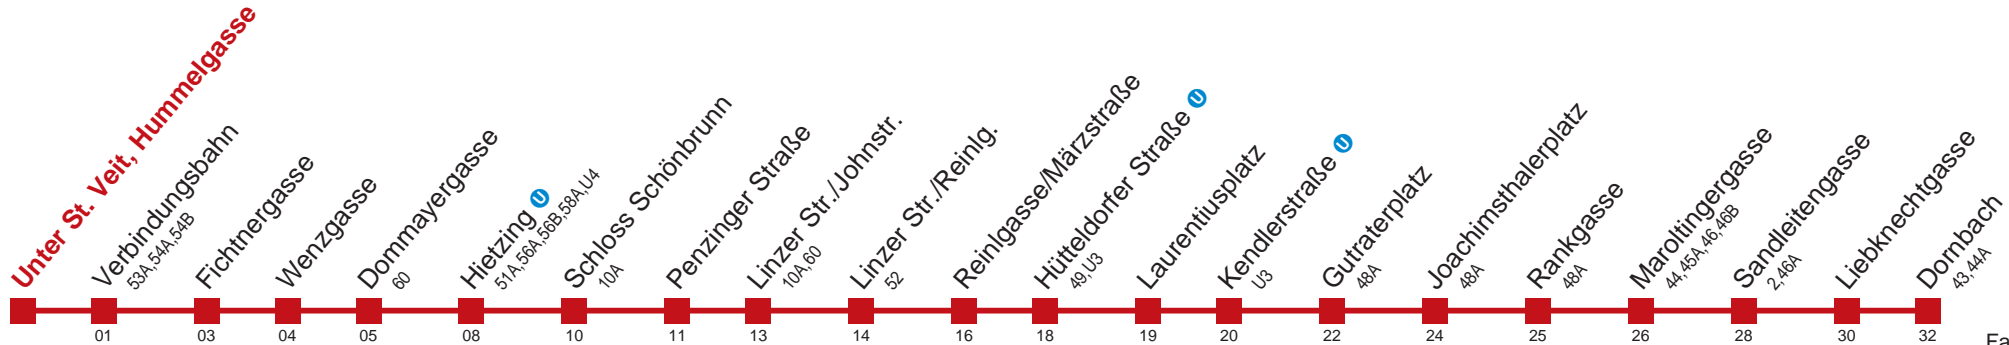 Unter St. Veit, Hummelgasse
Verbindungsbahn
53A,54A,54B
01
Fichtnergasse
03
Wenzgasse
04
Dommayergasse
60
05
Hietzing U
51A,56A,56B,58A,U4
08
Schloss Schönbrunn
10A
10
Penzinger Straße
11
Linzer Str./Johnstr.
10A,60
13
Linzer Str./Reinlg.
52
14
Reinlgasse/Märzstraße
16
Hütteldorfer Straße U
49,U3
18
Laurentiusplatz
19
Kendlerstraße U
U3
20
Gutraterplatz
48A
22
Joachimsthalerplatz
48A
24
Rankgasse
48A
25
Maroltingergasse
44,45A,46,46B
26
Sandleitengasse
2,46A
28
Liebknechtgasse
30
Dornbach
43,44A
32
Fa